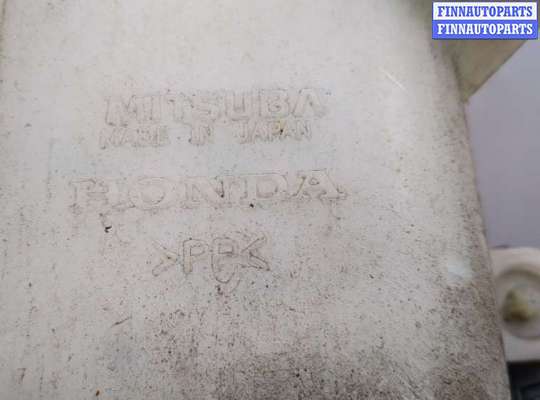 FINNAUTOPARTS
FINNAUTOPARTS
MITSUBA
MADE IN JAPAN
HONDA
>PP<